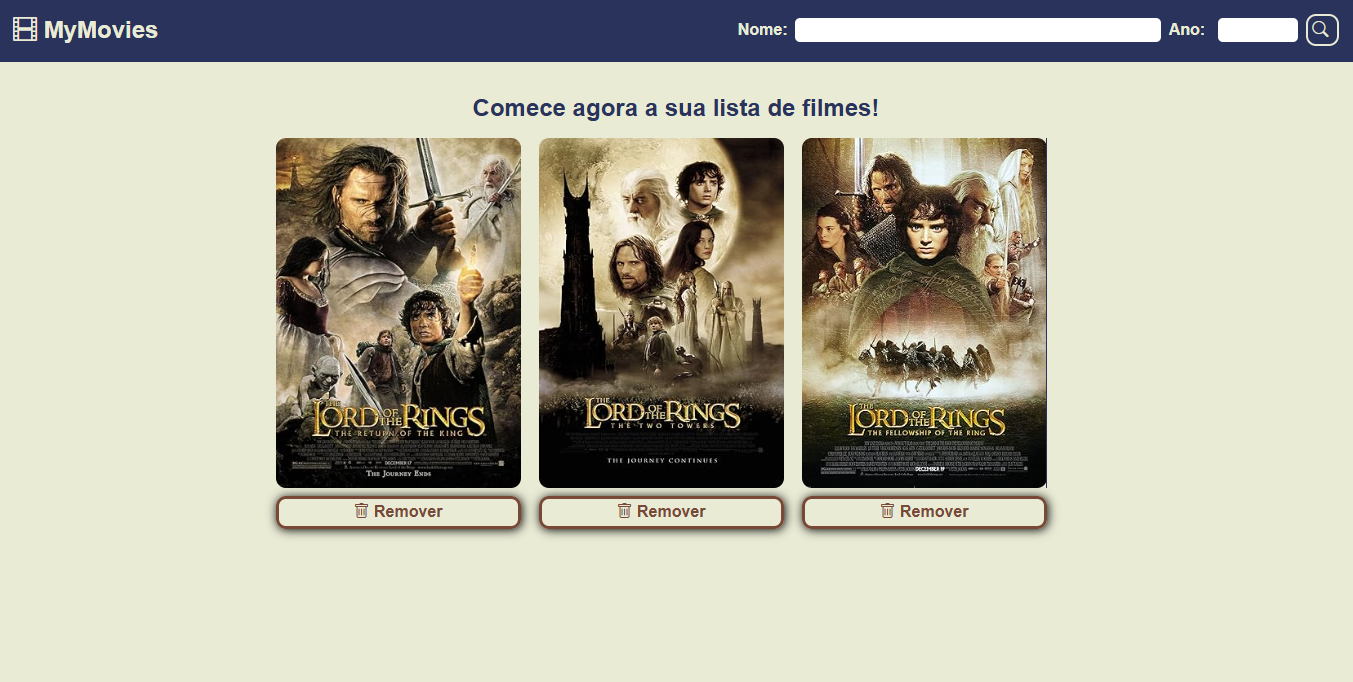 MyMovies
Nome:
Ano:
Comece agora a sua lista de filmes!
THE
LORD OF THE RINGS
THE RETURN OF THE KING
DECEMBER 17
THE JOURNEY ENDS
THE
LORD OF THE RINGS
THE TWO TOWERS
THE JOURNEY CONTINUES
THE
LORD OF THE RINGS
THE FELLOWSHIP OF THE RING
DECEMBER 19
Remover
Remover
Remover